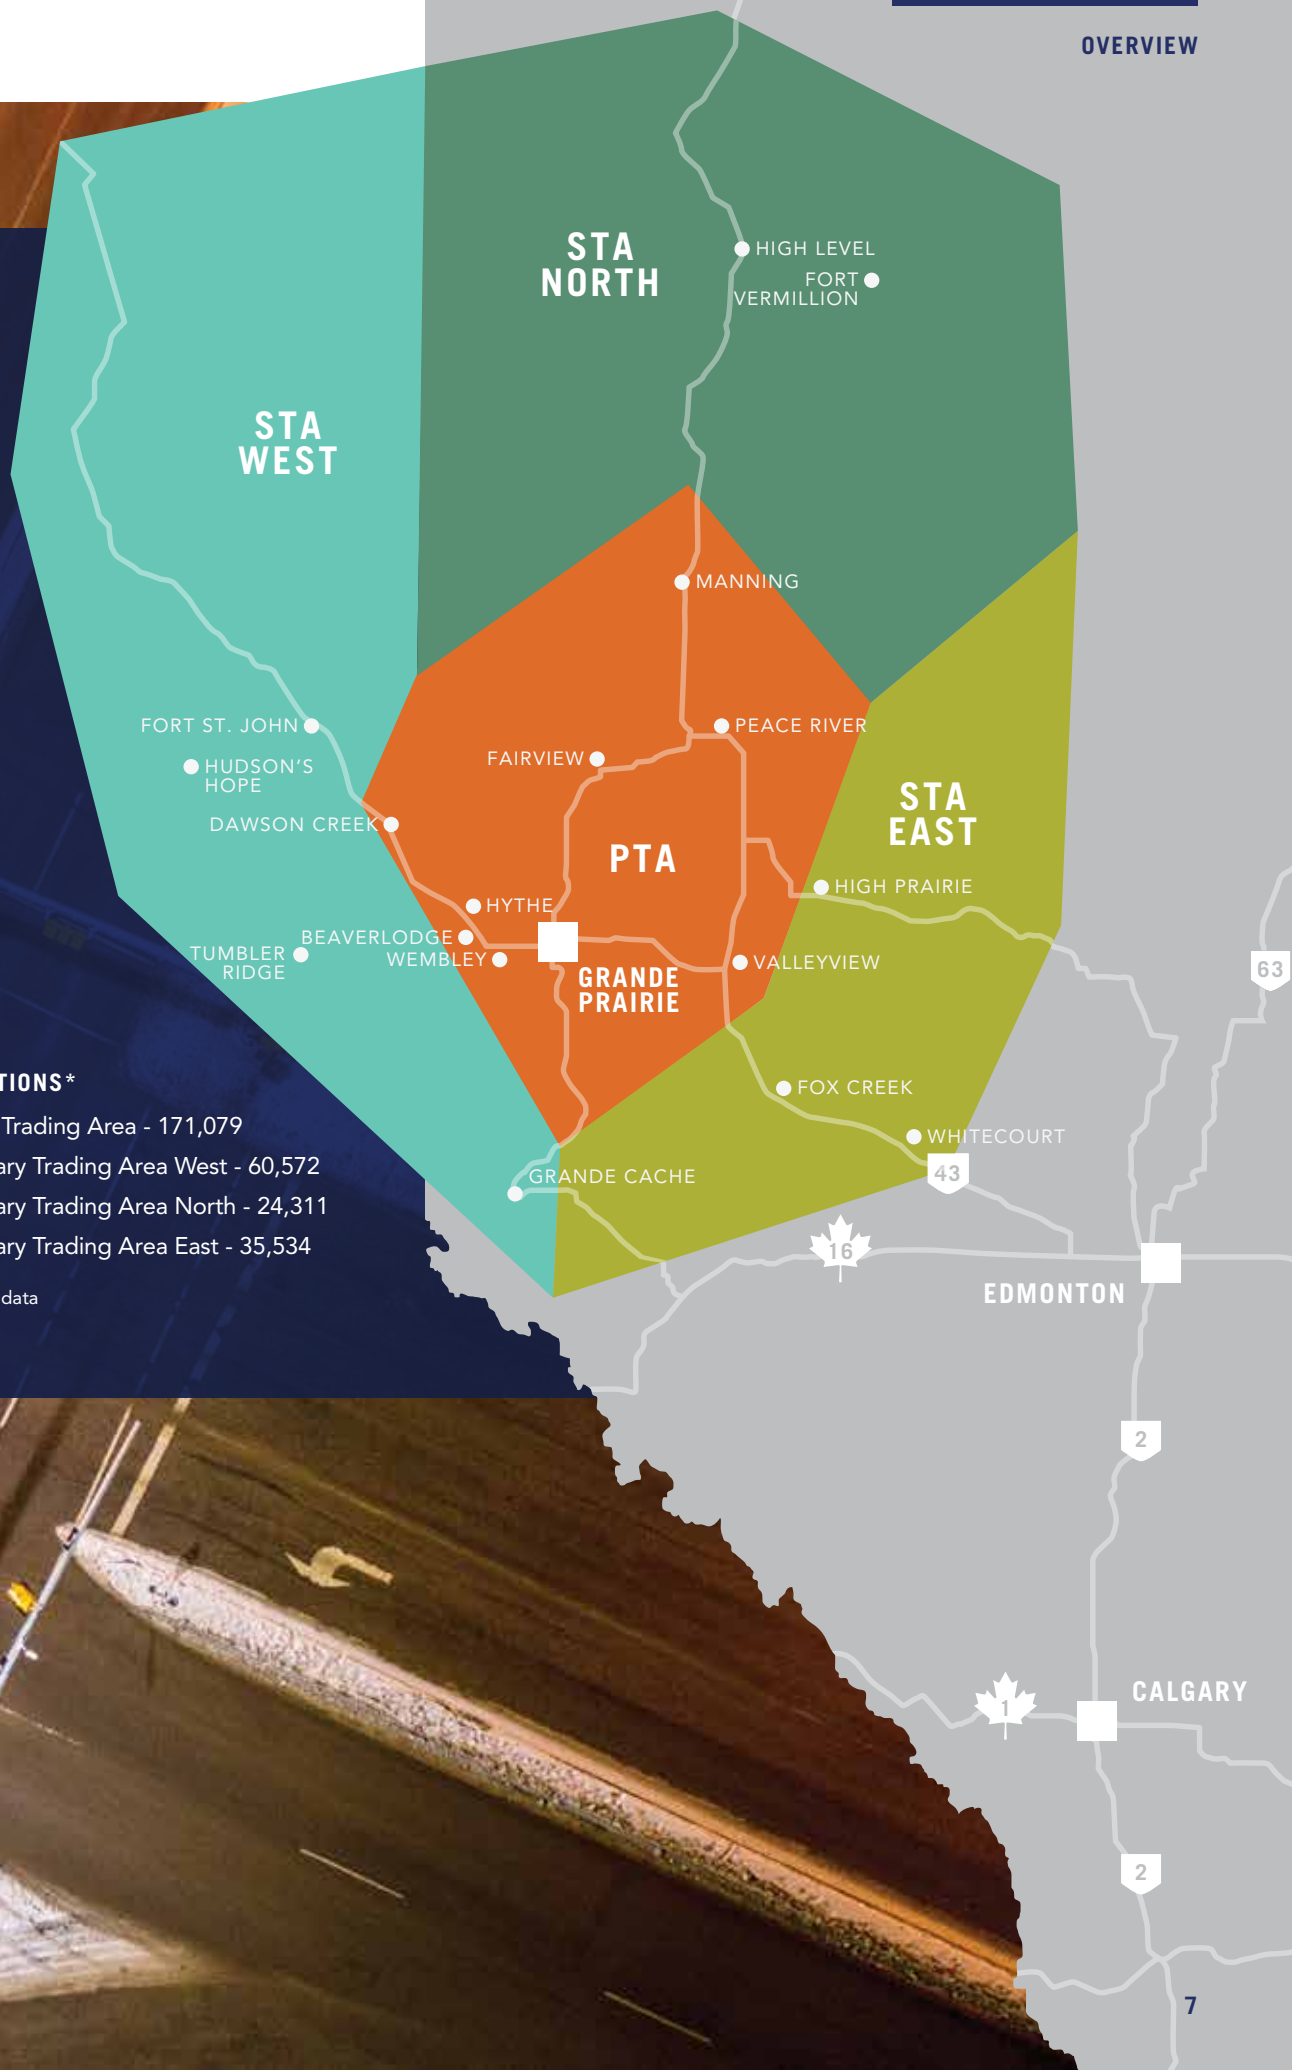 OVERVIEW
STA
NORTH
HIGH LEVEL
FORT
VERMILLION
STA
WEST
MANNING
FORT ST. JOHN
PEACE RIVER
HUDSON'S
HOPE
FAIRVIEW
DAWSON CREEK
STA
EAST
PTA
HIGH PRAIRIE
HYTHE
BEAVERLODGE
TUMBLER
RIDGE
WEMBLEY
VALLEYVIEW
GRANDE
PRAIRIE
63
FOX CREEK
WHITECOURT
43
GRANDE CACHE
TIONS*
Trading Area - 171,079
ary Trading Area West - 60,572
ary Trading Area North - 24,311
ary Trading Area East - 35,534
data
16
EDMONTON
2
CALGARY
1
2
7